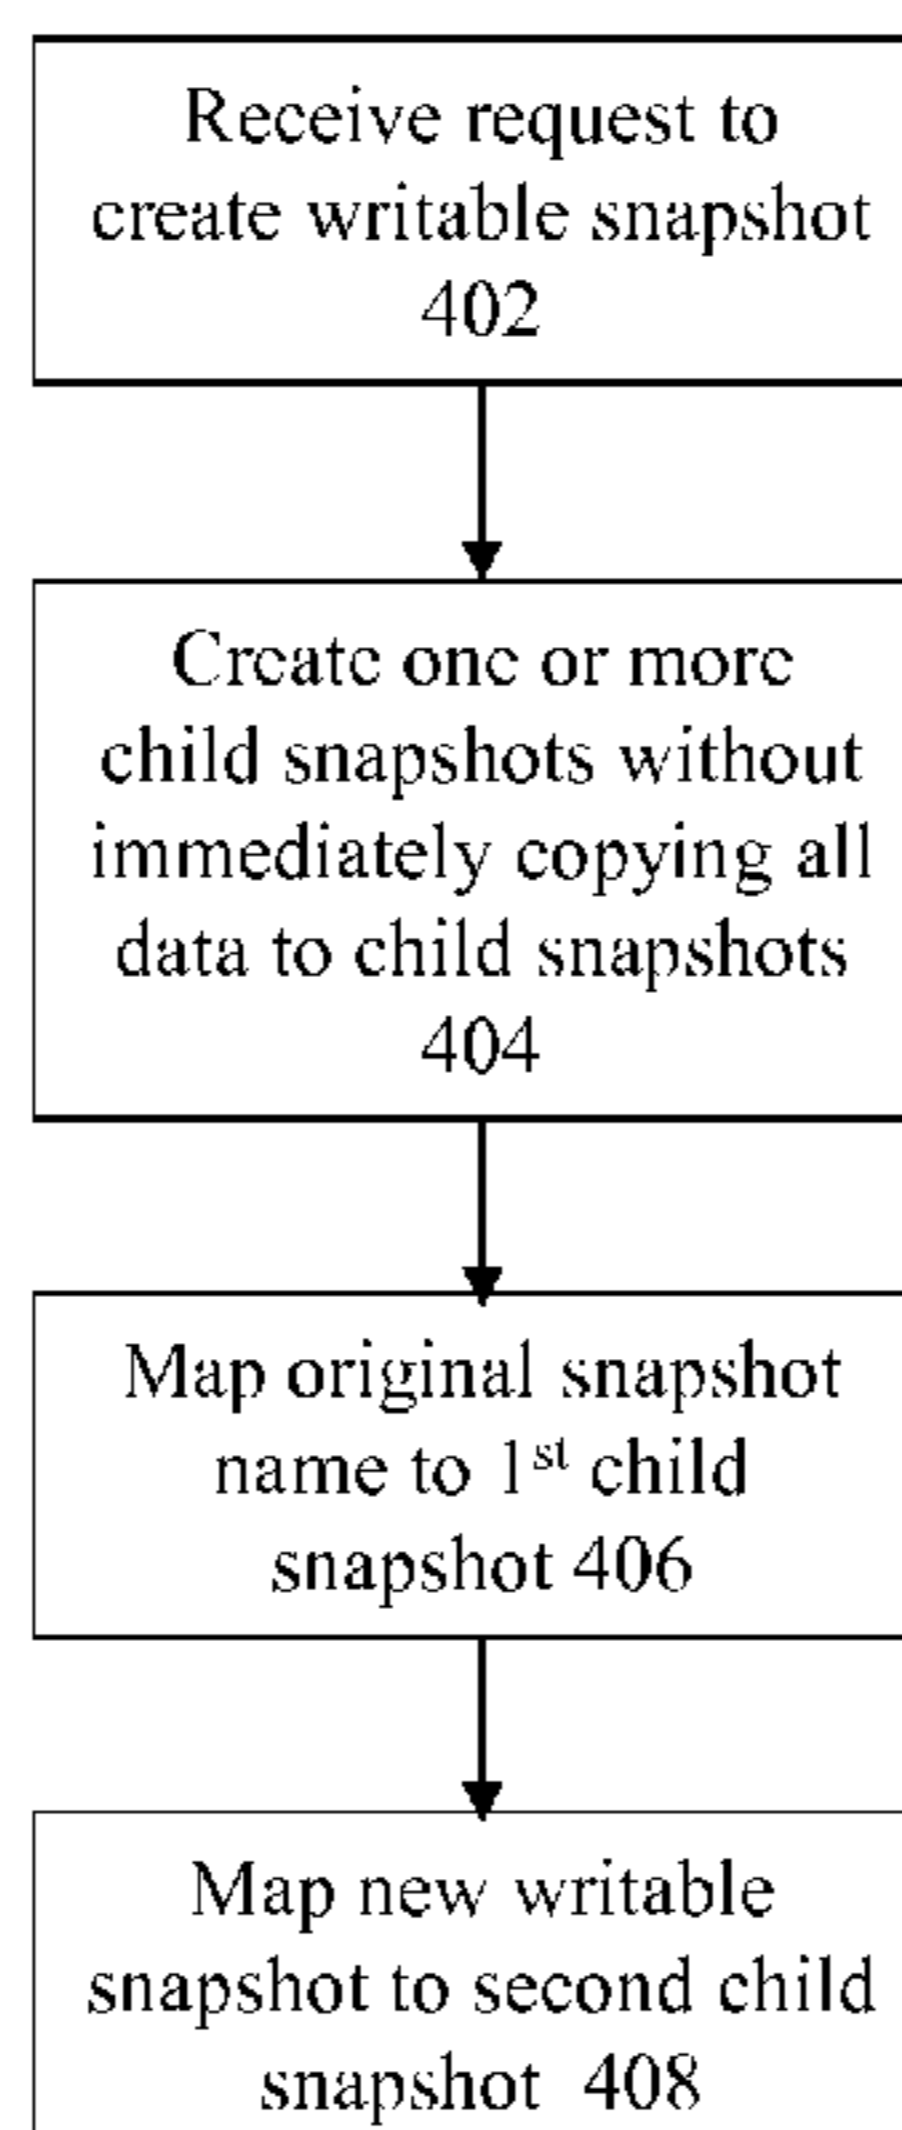 Receive request to
create writable snapshot
402
Create one or more
child snapshots without
immediately copying all
data to child snapshots
404
Map original snapshot
name to 1st child
snapshot 406
Map new writable
snapshot to second child
snapshot 408